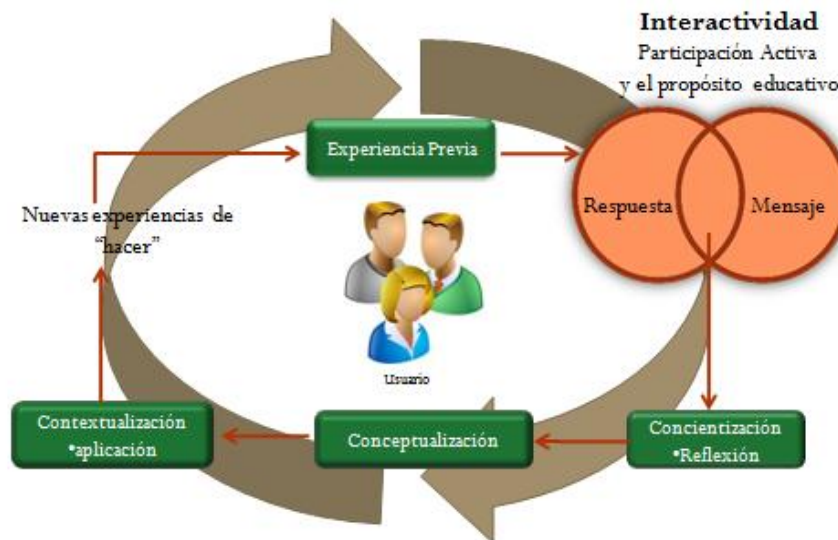 Interactividad
Participación Activa
y el propósito educativo
Experiencia Previa
Respuesta
Mensaje
Nuevas experiencias de
“hacer”
Usuario
Contextualización
•aplicación
Conceptualización
Concientización
•Reflexión